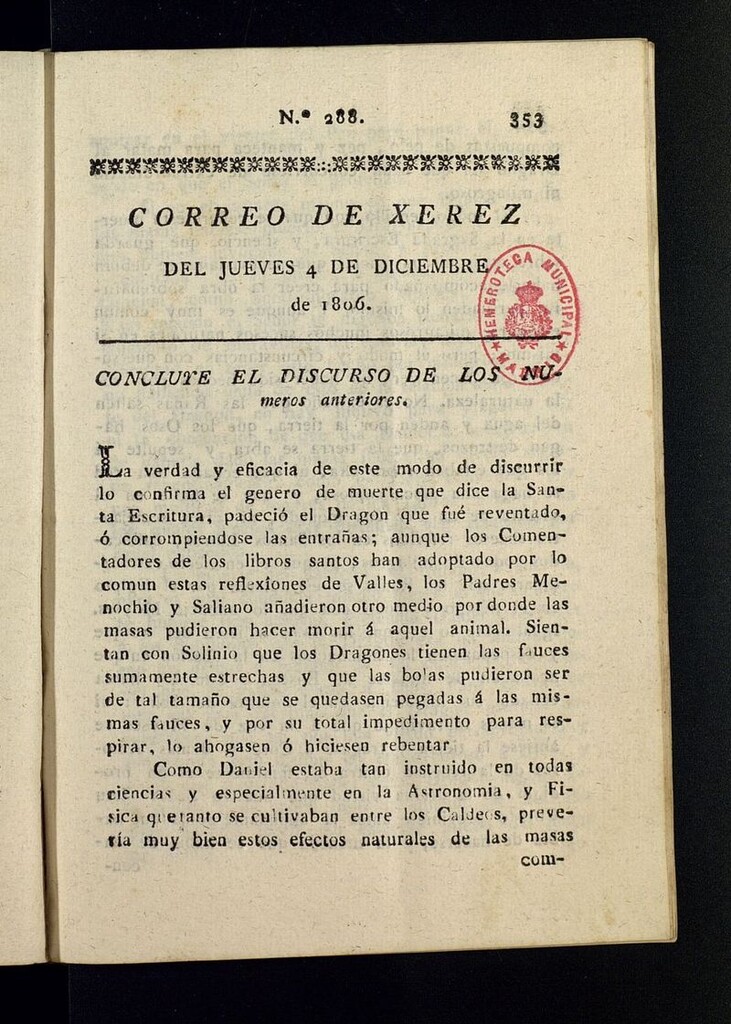 N.º 288.
353
CORREO DE XEREZ
DEL JUEVES 4 DE DICIEMBRE
de 1806.
HEMEROTECA MUNICIPAL
MADRID
CONCLUYE EL DISCURSO DE LOS NÚ-
meros anteriores.
La verdad y eficacia de este modo de discurrir
lo confirma el genero de muerte qne dice la San-
ta Escritura, padeció el Dragon que fué reventado,
ó corrompiendose las entrañas; aunque los Comen-
tadores de los libros santos han adoptado por lo
comun estas reflexîones de Valles, los Padres Me-
nochio y Saliano añadieron otro medio por donde las
masas pudieron hacer morir á aquel animal. Sien-
tan con Solinio que los Dragones tienen las fauces
sumamente estrechas y que las bolas pudieron ser
de tal tamaño que se quedasen pegadas á las mis-
mas fauces, y por su total impedimento para res-
pirar, lo ahogasen ó hiciesen rebentar
Como Daniel estaba tan instruido en todas
ciencias y especialmente en la Astronomia, y Fi-
sica que tanto se cultivaban entre los Caldeos, preve-
ría muy bien estos efectos naturales de las masas
com-